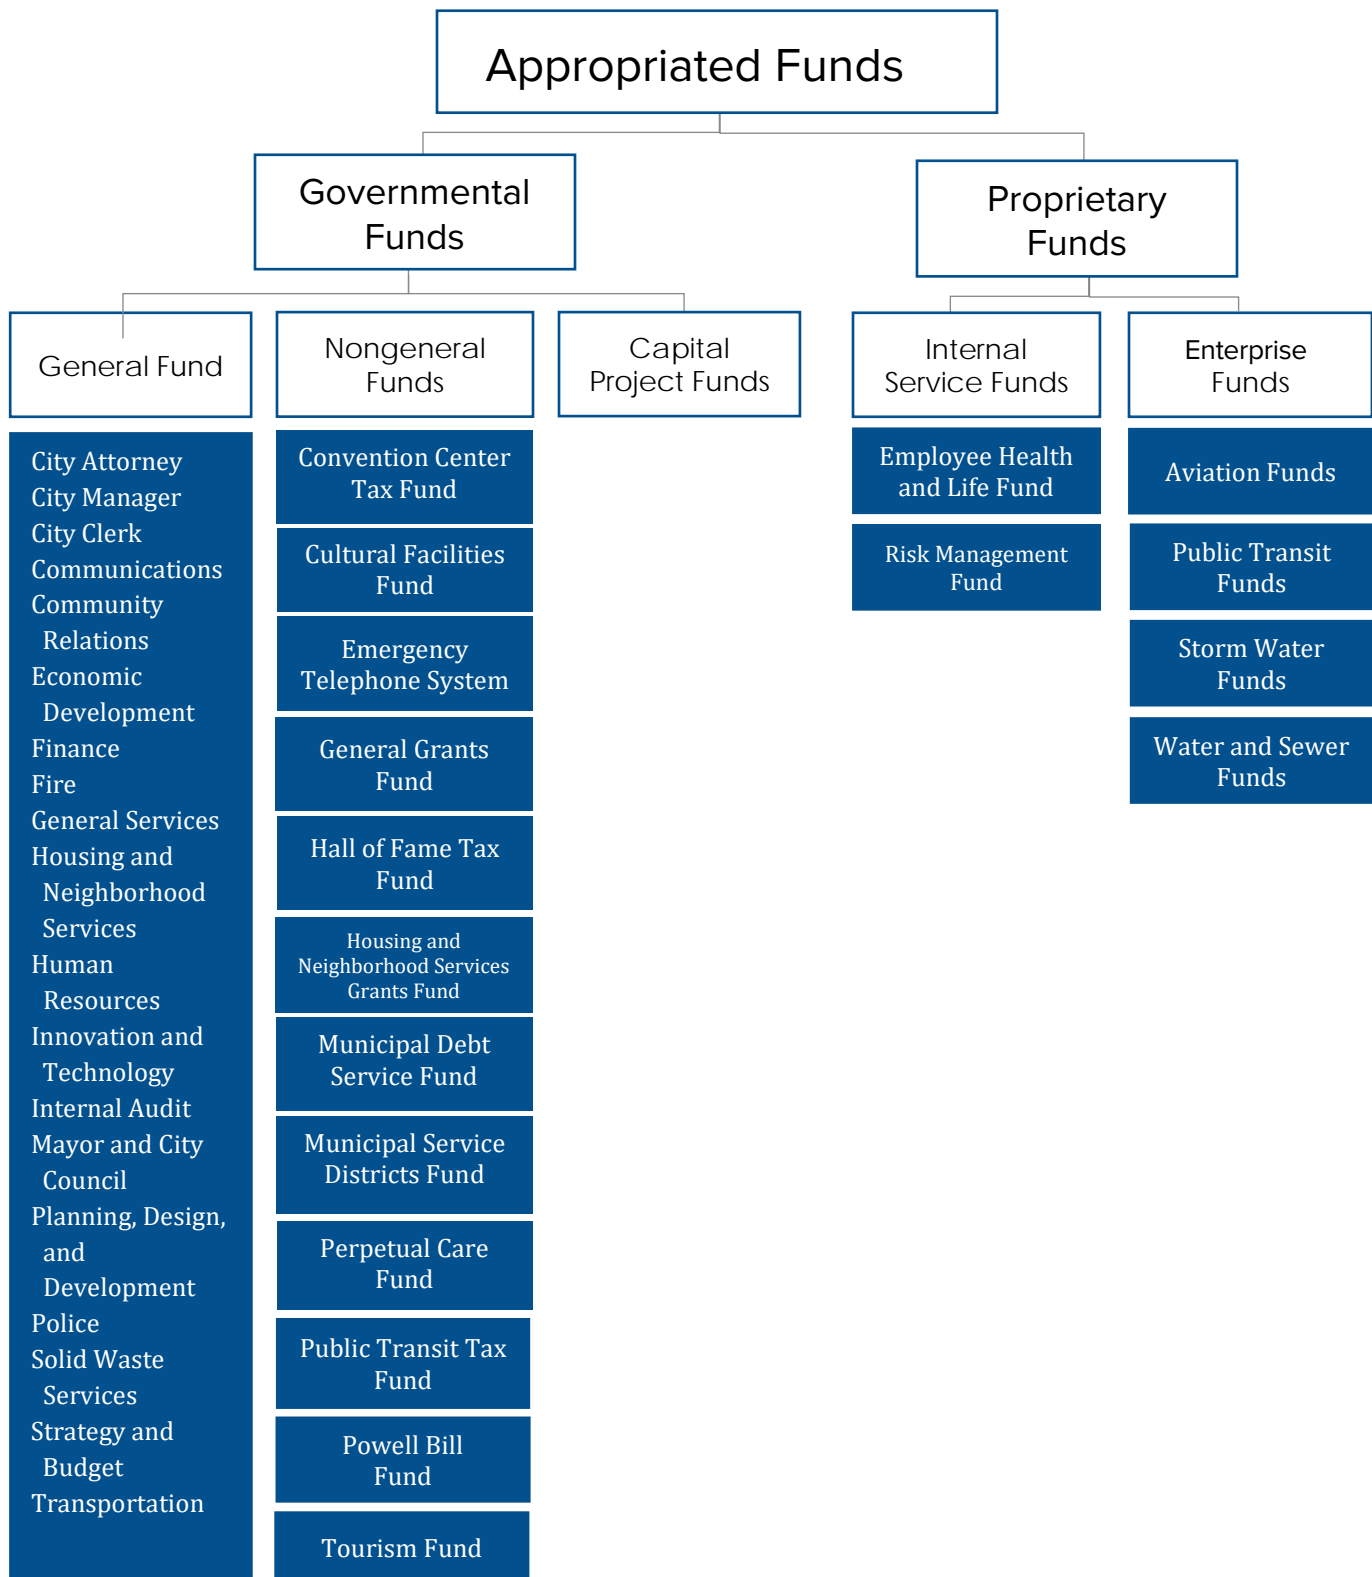 Appropriated Funds
Governmental
Funds
Proprietary
Funds
General Fund
Nongeneral
Funds
Capital
Project Funds
Internal
Service Funds
Enterprise
Funds
City Attorney
City Manager
City Clerk
Communications
Community
Relations
Economic
Development
Finance
Fire
General Services
Housing and
Neighborhood
Services
Human
Resources
Innovation and
Technology
Internal Audit
Mayor and City
Council
Planning, Design,
and
Development
Police
Solid Waste
Services
Strategy and
Budget
Transportation
Convention Center
Tax Fund
Cultural Facilities
Fund
Emergency
Telephone System
General Grants
Fund
Hall of Fame Tax
Fund
Housing and
Neighborhood Services
Grants Fund
Municipal Debt
Service Fund
Municipal Service
Districts Fund
Perpetual Care
Fund
Public Transit Tax
Fund
Powell Bill
Fund
Tourism Fund
Employee Health
and Life Fund
Risk Management
Fund
Aviation Funds
Public Transit
Funds
Storm Water
Funds
Water and Sewer
Funds